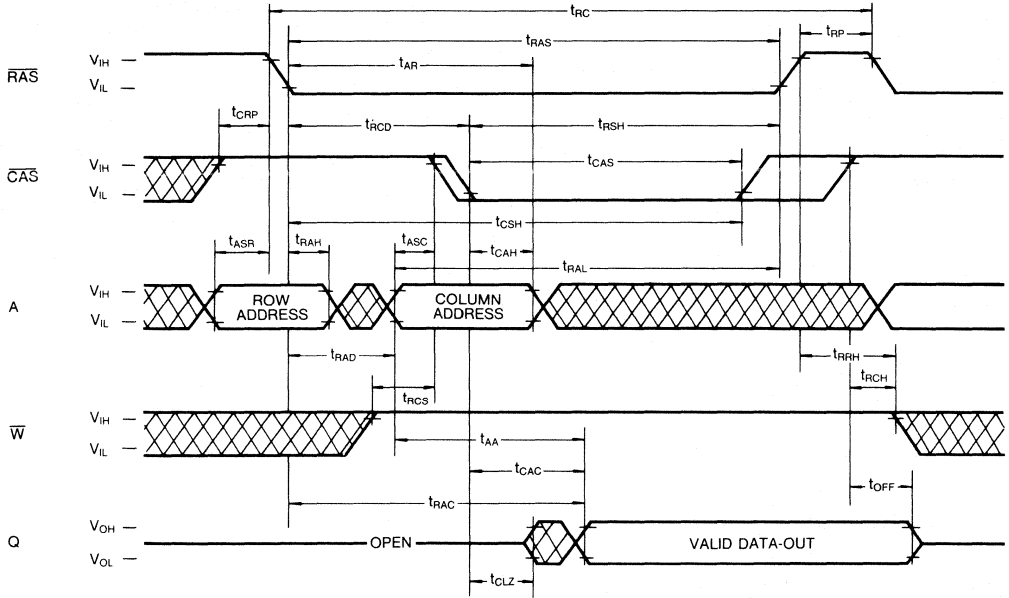 tRC
tRAS
tRP
tAR
RAS
VIH
VIL
tCRP
tRCD
tRSH
CAS
VIH
VIL
tCAS
tCSH
tASR
tRAH
tASC
tCAH
tRAL
A
VIH
VIL
ROW
ADDRESS
COLUMN
ADDRESS
tRAD
tRRH
tRCS
tRCH
W
VIH
VIL
tAA
tCAC
tRAC
tOFF
Q
VOH
VOL
OPEN
VALID DATA-OUT
tCLZ